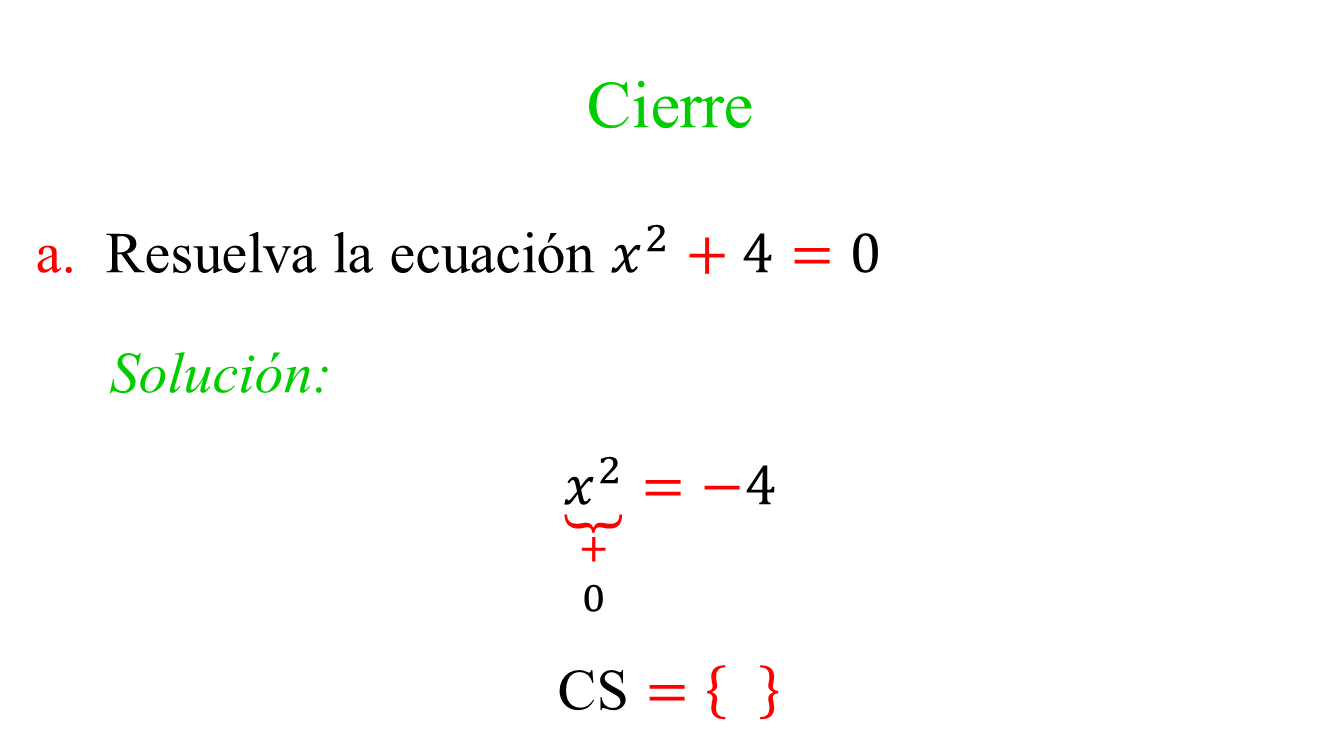 Cierre
a. Resuelva la ecuación x² + 4 = 0
Solución:
x² = −4
+
0
CS = { }